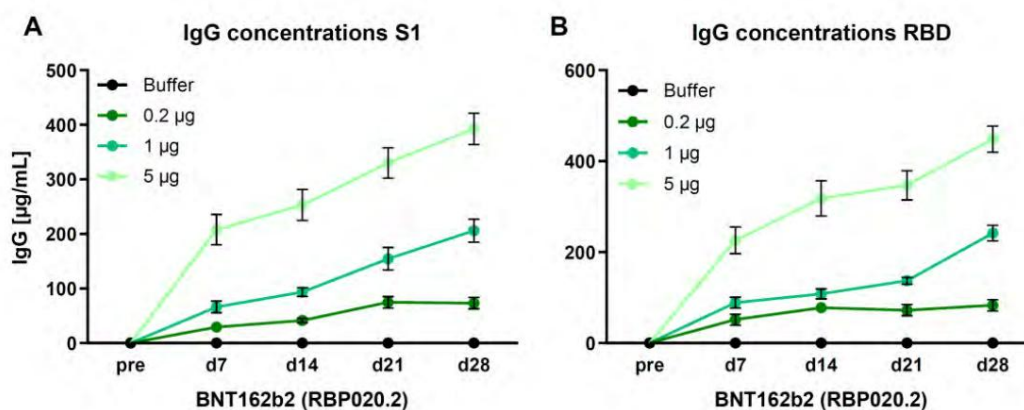 A
IgG concentrations S1
IgG [µg/mL]
500
400
300
200
100
0
Buffer
0.2 µg
1 µg
5 µg
pre d7 d14 d21 d28
BNT162b2 (RBP020.2)
B
IgG concentrations RBD
600
400
200
0
Buffer
0.2 µg
1 µg
5 µg
pre d7 d14 d21 d28
BNT162b2 (RBP020.2)